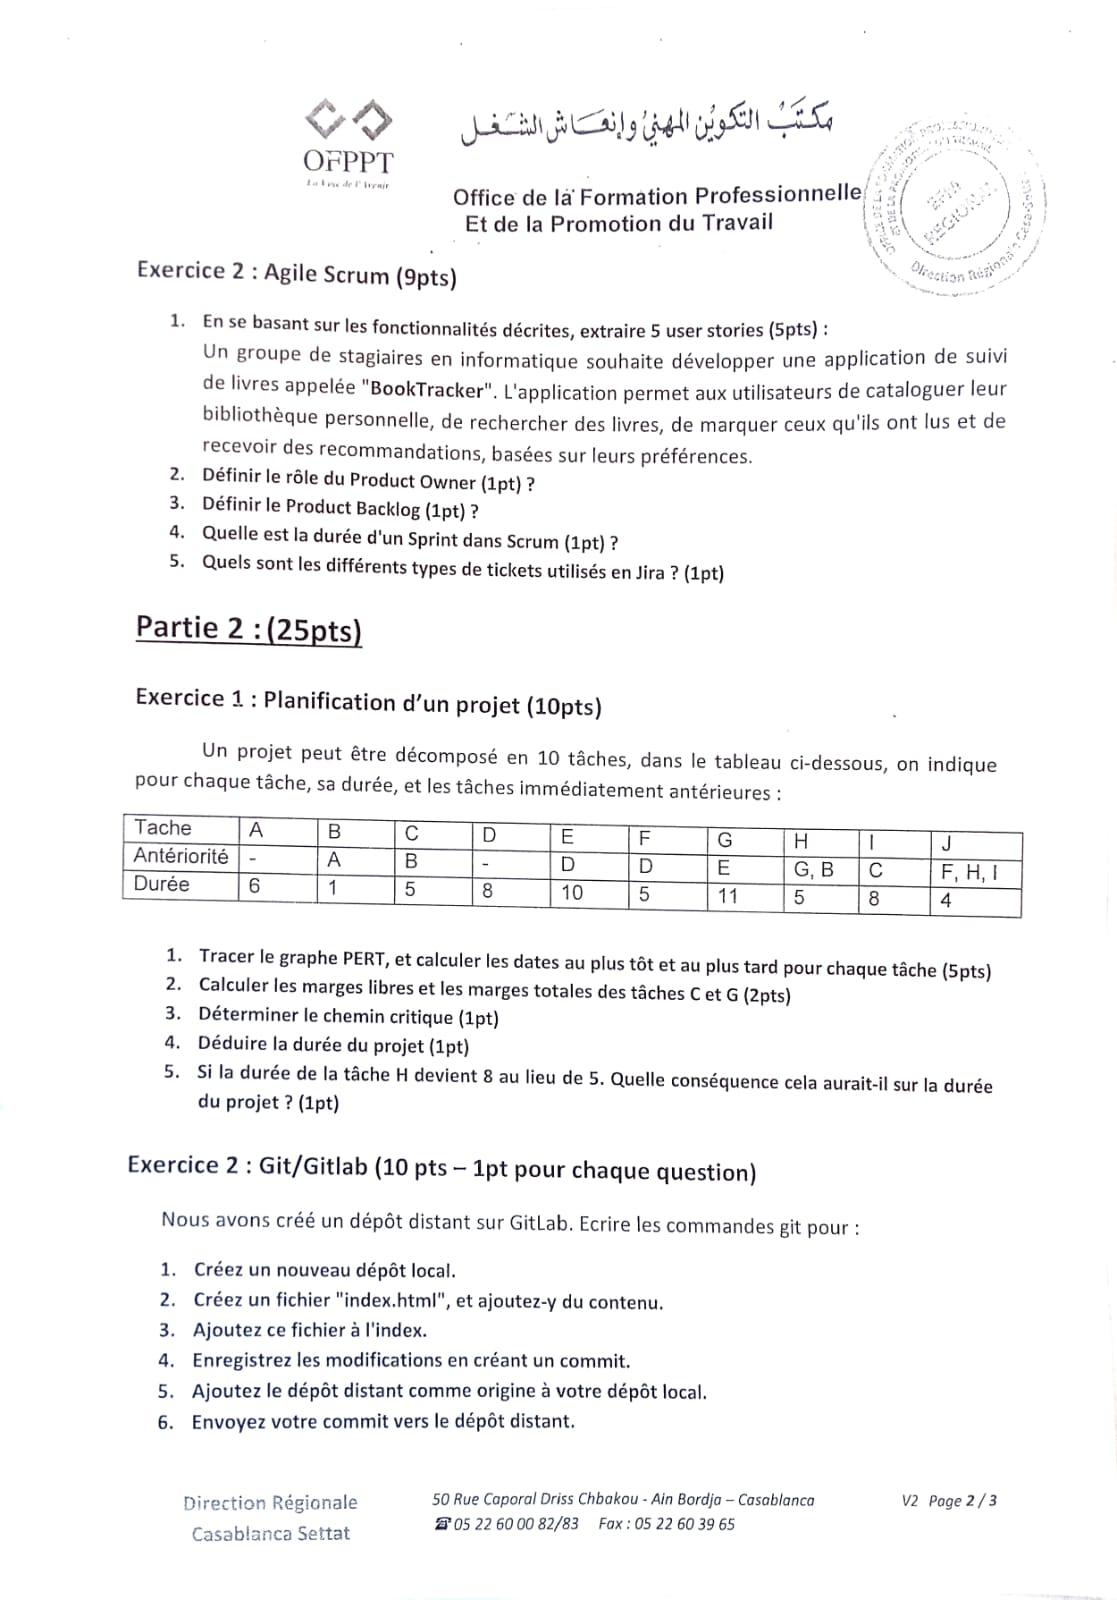 مكتب التكوين المهني وإنعاش الشغل
OFPPT
La Voie de l'Avenir
Office de la Formation Professionnelle
Et de la Promotion du Travail
EFM
REGIONAL
Direction Régionale Casa-Settat
Exercice 2 : Agile Scrum (9pts)
1. En se basant sur les fonctionnalités décrites, extraire 5 user stories (5pts) :
Un groupe de stagiaires en informatique souhaite développer une application de suivi
de livres appelée "BookTracker". L'application permet aux utilisateurs de cataloguer leur
bibliothèque personnelle, de rechercher des livres, de marquer ceux qu'ils ont lus et de
recevoir des recommandations, basées sur leurs préférences.
2. Définir le rôle du Product Owner (1pt) ?
3. Définir le Product Backlog (1pt) ?
4. Quelle est la durée d'un Sprint dans Scrum (1pt) ?
5. Quels sont les différents types de tickets utilisés en Jira ? (1pt)
Partie 2 : (25pts)
Exercice 1 : Planification d'un projet (10pts)
Un projet peut être décomposé en 10 tâches, dans le tableau ci-dessous, on indique
pour chaque tâche, sa durée, et les tâches immédiatement antérieures :
Tache A B C D E F G H I J
Antériorité - A B - D D E G, B C F, H, I
Durée 6 1 5 8 10 5 11 5 8 4
1. Tracer le graphe PERT, et calculer les dates au plus tôt et au plus tard pour chaque tâche (5pts)
2. Calculer les marges libres et les marges totales des tâches C et G (2pts)
3. Déterminer le chemin critique (1pt)
4. Déduire la durée du projet (1pt)
5. Si la durée de la tâche H devient 8 au lieu de 5. Quelle conséquence cela aurait-il sur la durée
du projet ? (1pt)
Exercice 2 : Git/Gitlab (10 pts – 1pt pour chaque question)
Nous avons créé un dépôt distant sur GitLab. Ecrire les commandes git pour :
1. Créez un nouveau dépôt local.
2. Créez un fichier "index.html", et ajoutez-y du contenu.
3. Ajoutez ce fichier à l'index.
4. Enregistrez les modifications en créant un commit.
5. Ajoutez le dépôt distant comme origine à votre dépôt local.
6. Envoyez votre commit vers le dépôt distant.
Direction Régionale
Casablanca Settat
50 Rue Caporal Driss Chbakou - Ain Bordja – Casablanca
☎ 05 22 60 00 82/83 Fax : 05 22 60 39 65
V2 Page 2 / 3